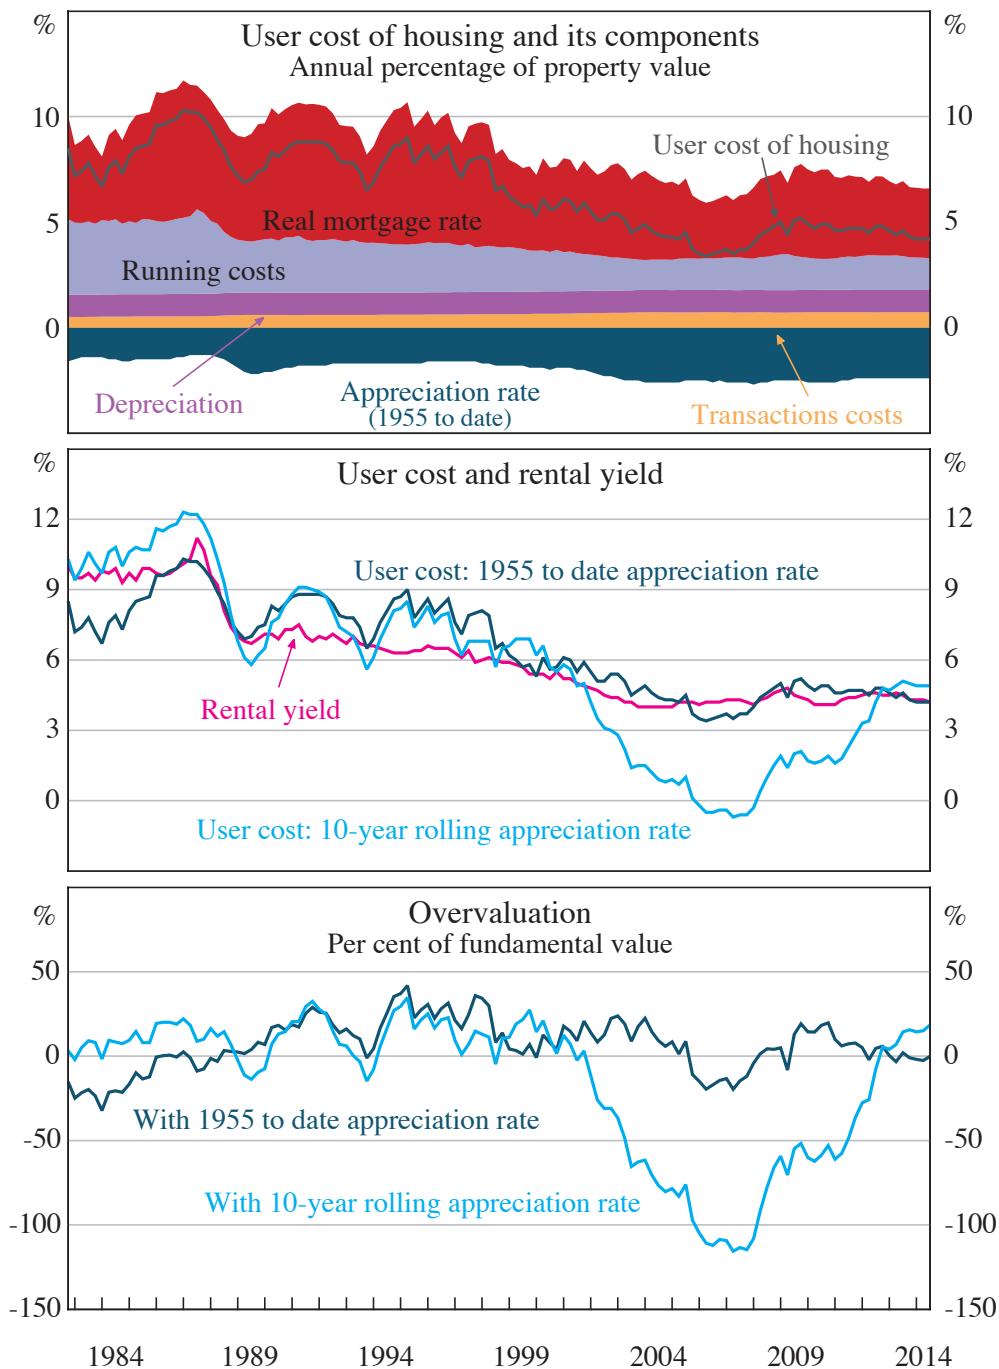 User cost of housing and its components
Annual percentage of property value
% %
10 10
User cost of housing
5 5
Real mortgage rate
Running costs
0 0
Depreciation
Appreciation rate
(1955 to date)
Transactions costs
% %
User cost and rental yield
12 12
User cost: 1955 to date appreciation rate
9 9
6 6
Rental yield
3 3
0 0
User cost: 10-year rolling appreciation rate
% %
Overvaluation
Per cent of fundamental value
50 50
0 0
With 1955 to date appreciation rate
-50 -50
With 10-year rolling appreciation rate
-100 -100
-150 -150
1984 1989 1994 1999 2004 2009 2014